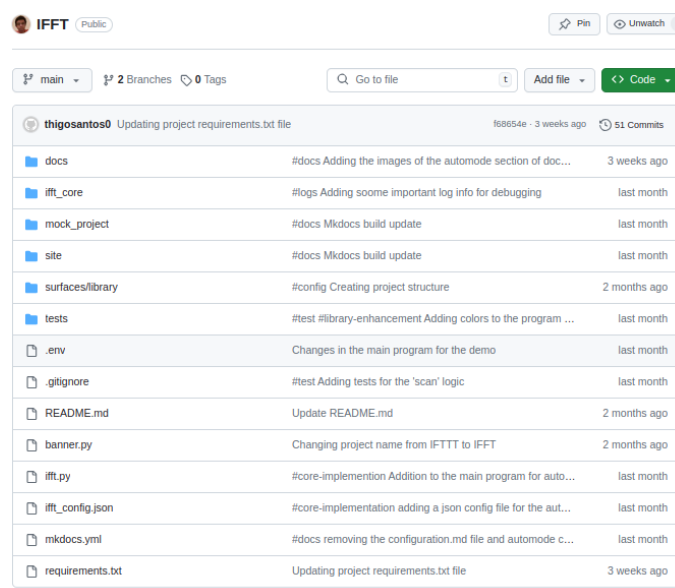 IFFT Public Pin Unwatch
main 2 Branches 0 Tags Go to file t Add file Code
thigosantos0 Updating project requirements.txt file f68654e · 3 weeks ago 51 Commits
docs #docs Adding the images of the automode section of doc... 3 weeks ago
ifft_core #logs Adding soome important log info for debugging last month
mock_project #docs Mkdocs build update last month
site #docs Mkdocs build update last month
surfaces/library #config Creating project structure 2 months ago
tests #test #library-enhancement Adding colors to the program ... last month
.env Changes in the main program for the demo last month
.gitignore #test Adding tests for the 'scan' logic last month
README.md Update README.md 2 months ago
banner.py Changing project name from IFTTT to IFFT 2 months ago
ifft.py #core-implemention Addition to the main program for auto... last month
ifft_config.json #core-implementation adding a json config file for the aut... last month
mkdocs.yml #docs removing the configuration.md file and automode c... last month
requirements.txt Updating project requirements.txt file 3 weeks ago